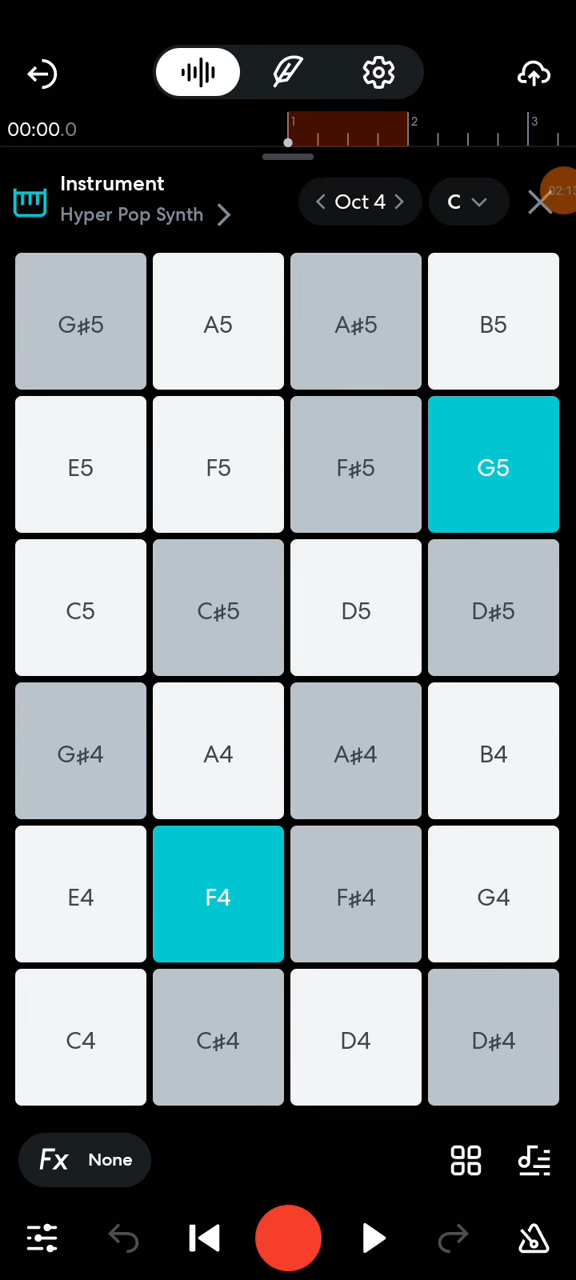 00:00.0
1
2
3
Instrument
Hyper Pop Synth
Oct 4
C
02:13
G♯5 A5 A♯5 B5
E5 F5 F♯5 G5
C5 C♯5 D5 D♯5
G♯4 A4 A♯4 B4
E4 F4 F♯4 G4
C4 C♯4 D4 D♯4
Fx None